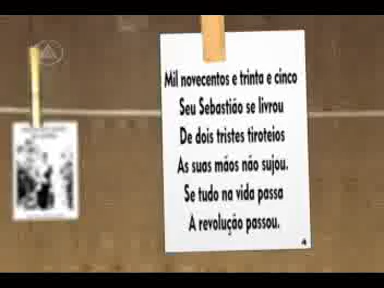 Mil novecentos e trinta e cinco
Seu Sebastião se livrou
De dois tristes tiroteios
As suas mãos não sujou.
Se tudo na vida passa
A revolução passou.
4